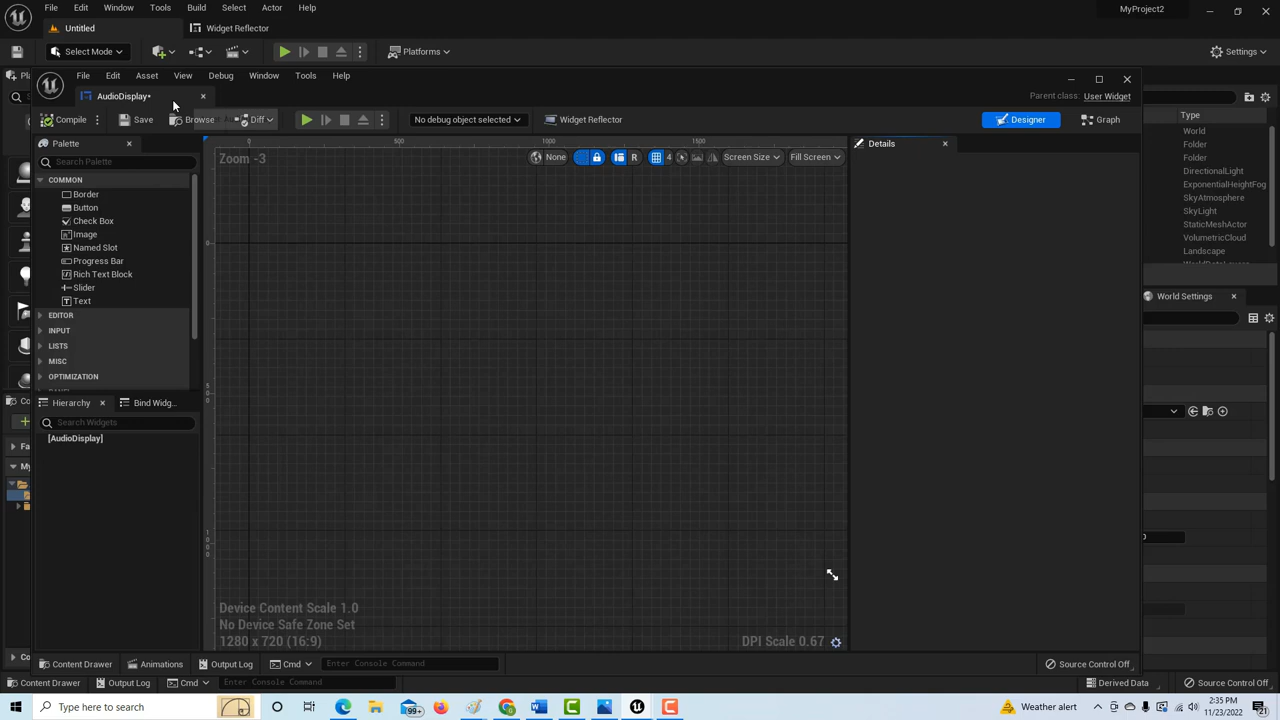 File Edit Window Tools Build Select Actor Help
MyProject2
Untitled
Widget Reflector
Select Mode
Platforms
Settings
File Edit Asset View Debug Window Tools Help
AudioDisplay•
Parent class: User Widget
Compile Save Browse Diff
No debug object selected
Widget Reflector
Designer
Graph
Type
Palette
Search Palette
Zoom -3
0 500 1000 1500
None
R
4
Screen Size
Fill Screen
Details
COMMON
Border
Button
Check Box
Image
Named Slot
Progress Bar
Rich Text Block
Slider
Text
EDITOR
INPUT
LISTS
MISC
OPTIMIZATION
World
Folder
Folder
DirectionalLight
ExponentialHeightFog
SkyAtmosphere
SkyLight
StaticMeshActor
VolumetricCloud
Landscape
World Settings
Hierarchy
Bind Widg...
Search Widgets
[AudioDisplay]
Device Content Scale 1.0
No Device Safe Zone Set
1280 x 720 (16:9)
DPI Scale 0.67
Content Drawer
Animations
Output Log
Cmd
Enter Console Command
Source Control Off
Content Drawer
Output Log
Cmd
Enter Console Command
Derived Data
Source Control Off
Type here to search
99+
Weather alert
2:35 PM
11/23/2022